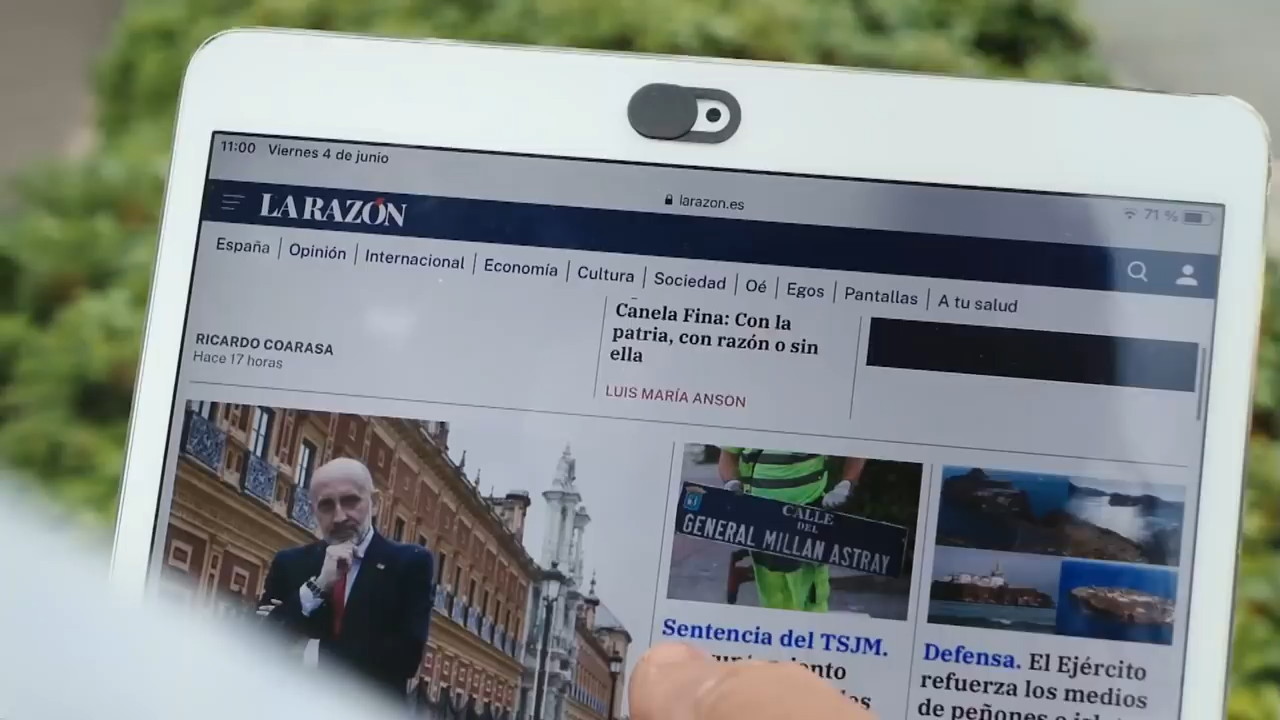 11:00 Viernes 4 de junio
larazon.es
71 %
LA RAZÓN
España | Opinión | Internacional | Economía | Cultura | Sociedad | Oé | Egos | Pantallas | A tu salud
RICARDO COARASA
Hace 17 horas
Canela Fina: Con la
patria, con razón o sin
ella
LUIS MARÍA ANSON
CALLE
DEL
GENERAL MILLAN ASTRAY
Sentencia del TSJM.
Defensa. El Ejército
refuerza los medios
de peñones